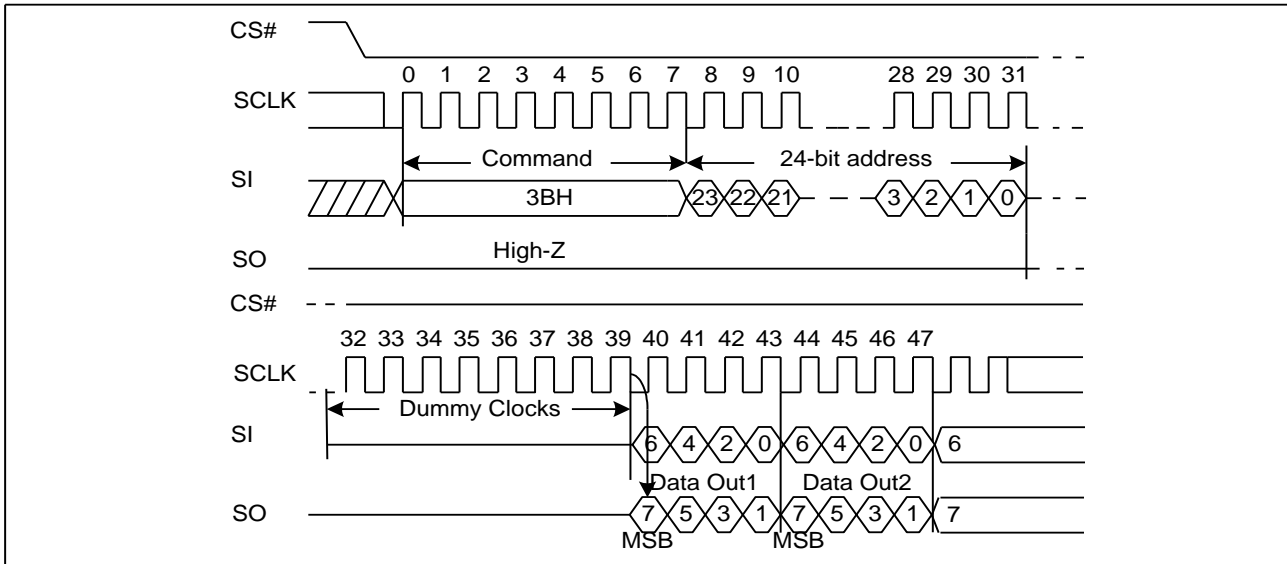 CS#
0 1 2 3 4 5 6 7 8 9 10 28 29 30 31
SCLK
Command 24-bit address
SI 3BH 23 22 21 3 2 1 0
High-Z
SO
CS#
32 33 34 35 36 37 38 39 40 41 42 43 44 45 46 47
SCLK
Dummy Clocks
SI 6 4 2 0 6 4 2 0 6
Data Out1 Data Out2
SO 7 5 3 1 7 5 3 1 7
MSB MSB